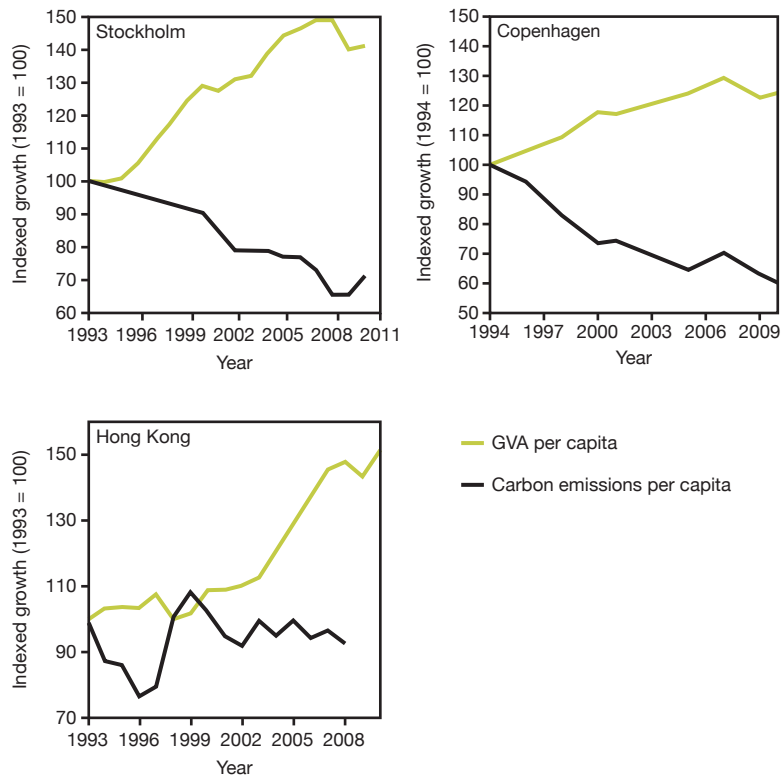 Stockholm
Indexed growth (1993 = 100)
150
140
130
120
110
100
90
80
70
60
1993 1996 1999 2002 2005 2008 2011
Year
Copenhagen
Indexed growth (1994 = 100)
150
140
130
120
110
100
90
80
70
60
50
1994 1997 2000 2003 2006 2009
Year
Hong Kong
Indexed growth (1993 = 100)
150
130
110
90
70
1993 1996 1999 2002 2005 2008
Year
GVA per capita
Carbon emissions per capita